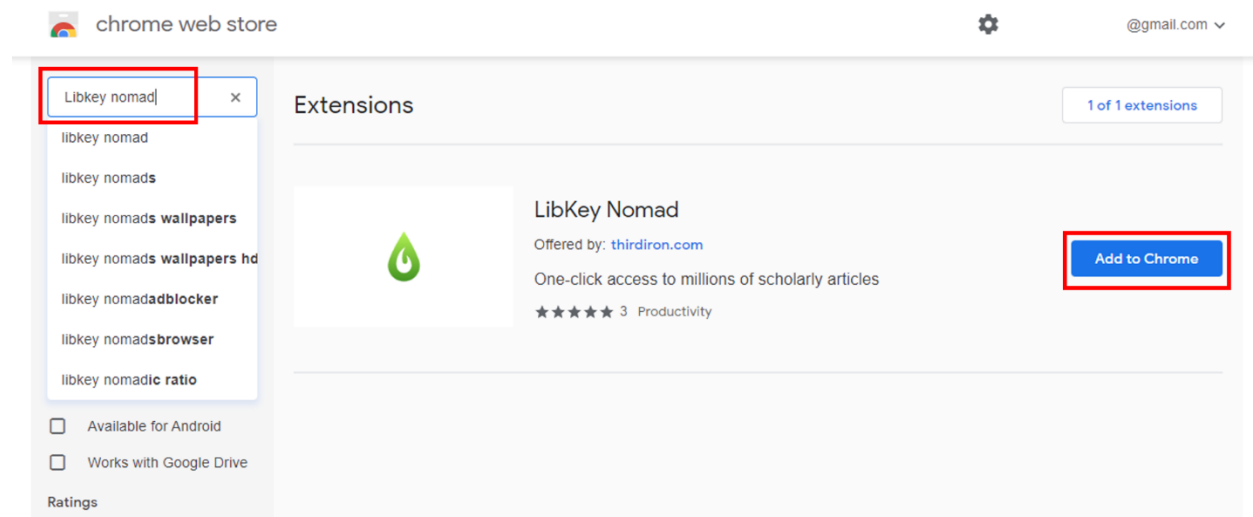 chrome web store
@gmail.com
Libkey nomad
libkey nomad
libkey nomads
libkey nomads wallpapers
libkey nomads wallpapers hd
libkey nomadadblocker
libkey nomadsbrowser
libkey nomadic ratio
Available for Android
Works with Google Drive
Ratings
Extensions
1 of 1 extensions
LibKey Nomad
Offered by: thirdiron.com
One-click access to millions of scholarly articles
3 Productivity
Add to Chrome